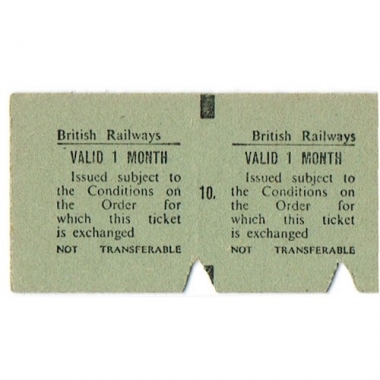 British Railways
VALID 1 MONTH
Issued subject to
the Conditions on
the Order for
which this ticket
is exchanged
NOT TRANSFERABLE
10.
British Railways
VALID 1 MONTH
Issued subject to
the Conditions on
the Order for
which this ticket
is exchanged
NOT TRANSFERABLE